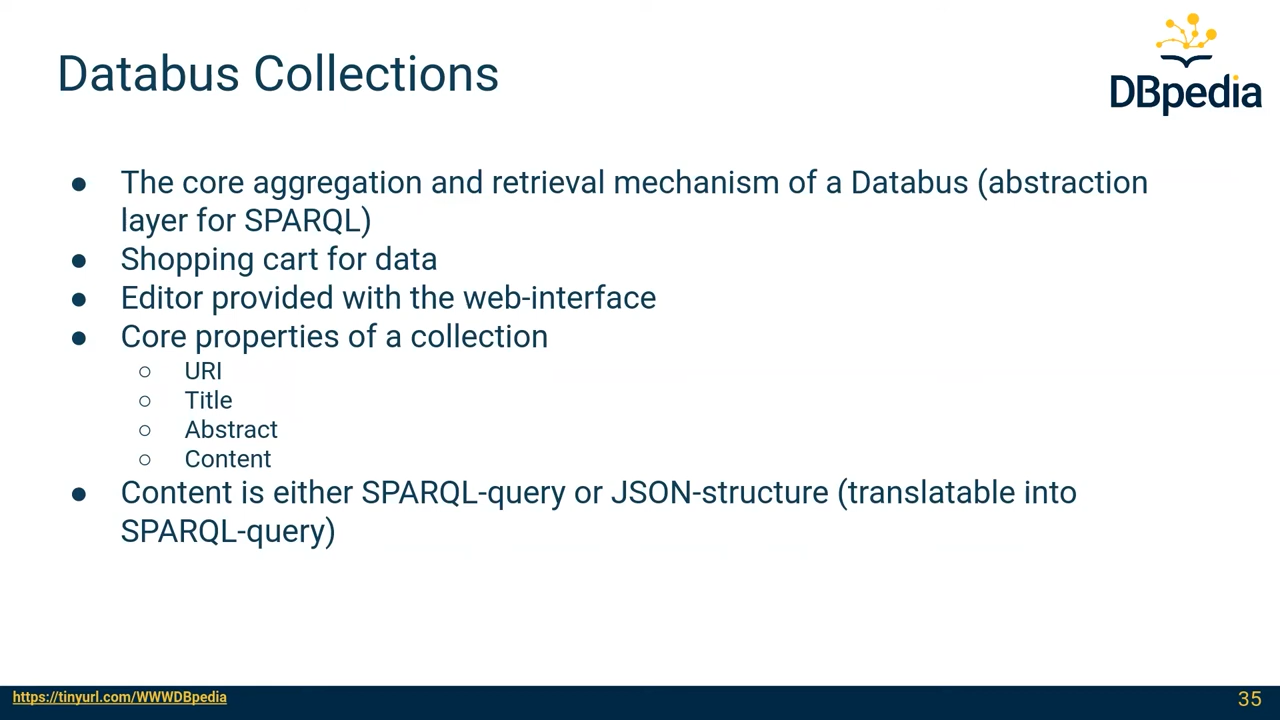 Databus Collections
DBpedia
● The core aggregation and retrieval mechanism of a Databus (abstraction
layer for SPARQL)
● Shopping cart for data
● Editor provided with the web-interface
● Core properties of a collection
○ URI
○ Title
○ Abstract
○ Content
● Content is either SPARQL-query or JSON-structure (translatable into
SPARQL-query)
https://tinyurl.com/WWWDBpedia
35